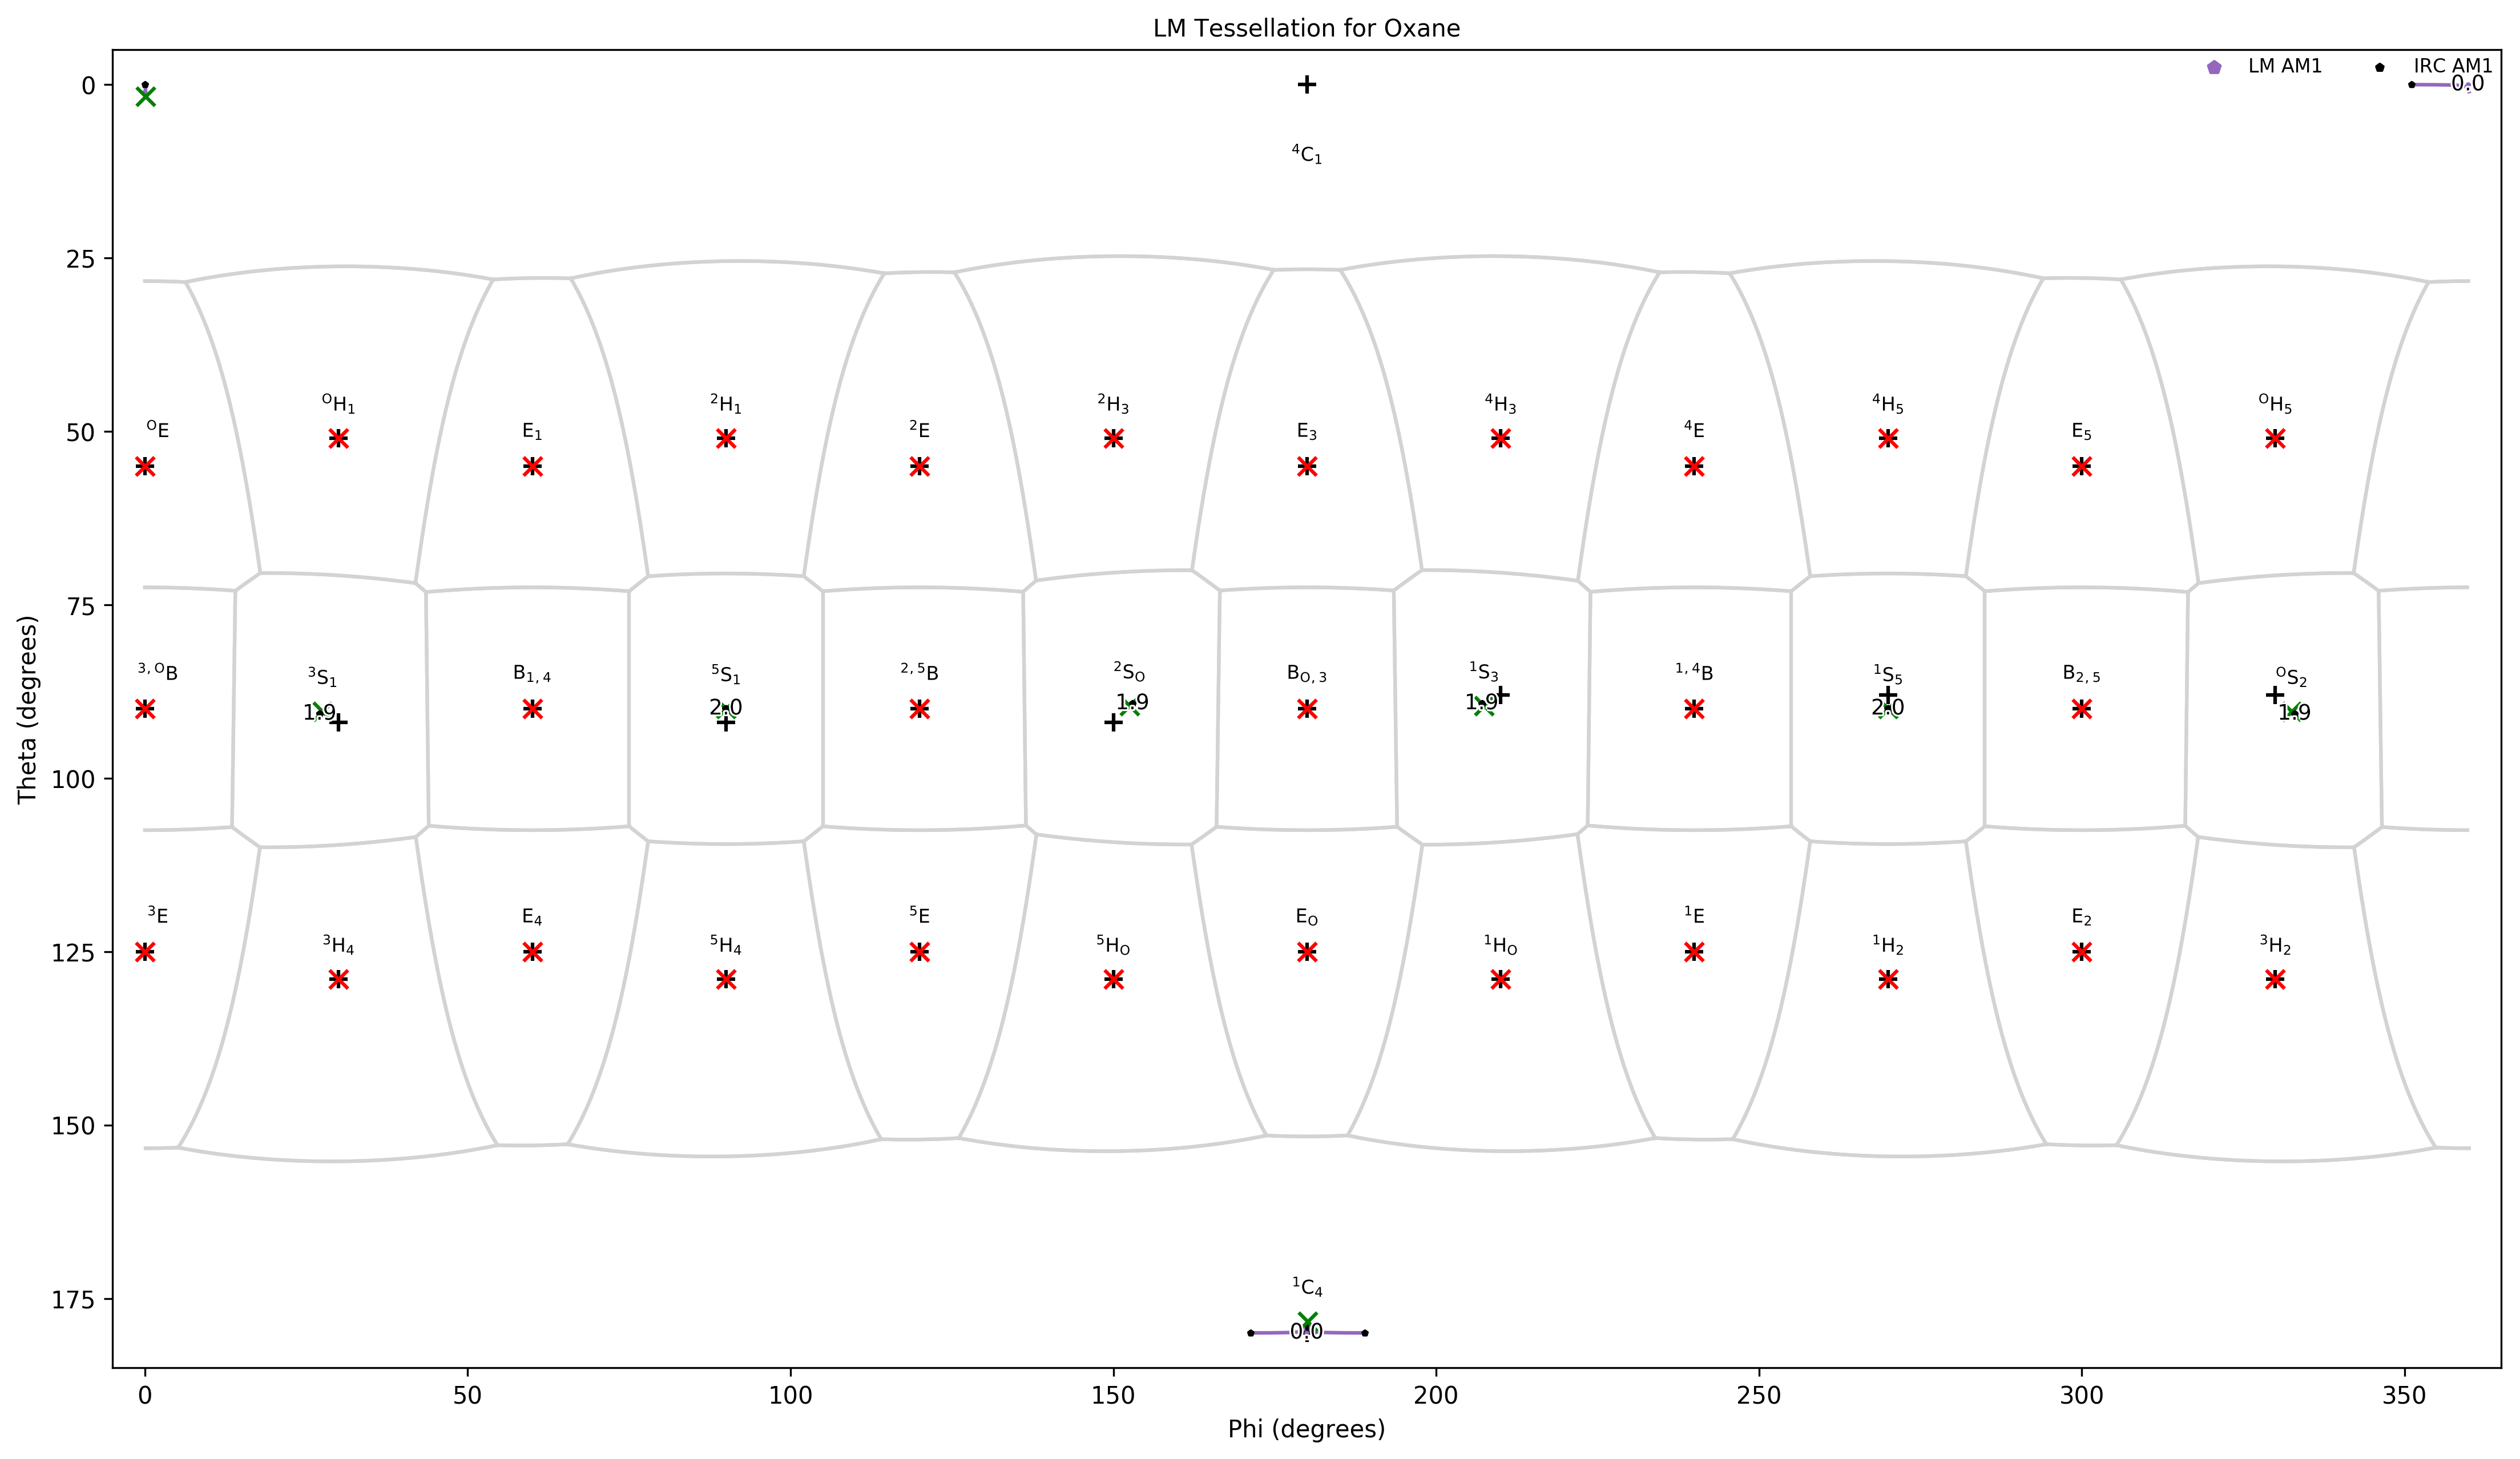 LM Tessellation for Oxane
LM AM1 IRC AM1
0.0
⁴C₁
ᴼH₁ ²H₁ ²H₃ ⁴H₃ ⁴H₅ ᴼH₅
ᴼE E₁ ²E E₃ ⁴E E₅
³,ᴼB ³S₁ B₁,₄ ⁵S₁ ²,⁵B ²Sₒ Bₒ,₃ ¹S₃ ¹,⁴B ¹S₅ B₂,₅ ᴼS₂
1.9 2.0 1.9 1.9 2.0 1.9
³E E₄ ⁵E Eₒ ¹E E₂
³H₄ ⁵H₄ ⁵Hₒ ¹Hₒ ¹H₂ ³H₂
¹C₄
0.0
0
25
50
75
100
125
150
175
Theta (degrees)
0 50 100 150 200 250 300 350
Phi (degrees)